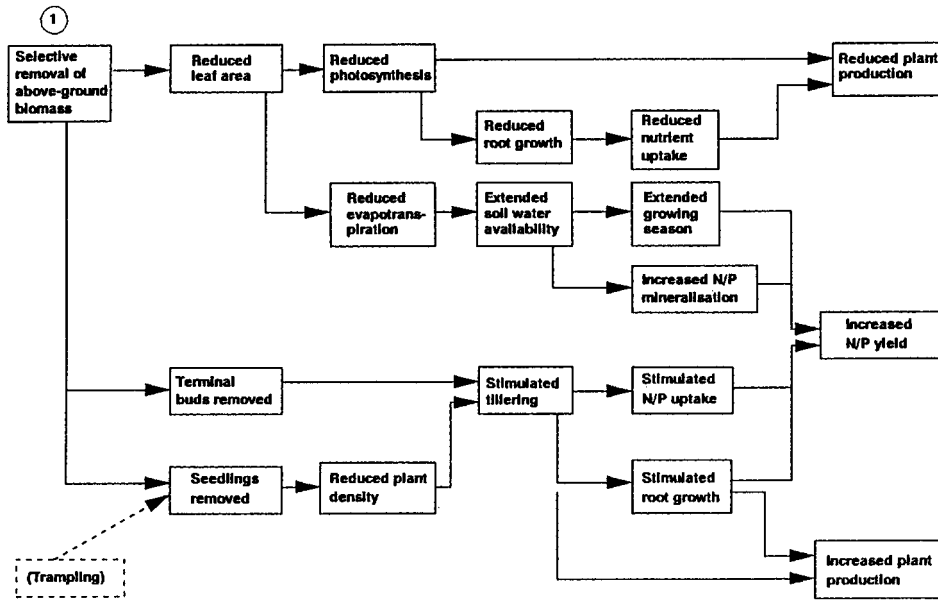 1
Selective
removal of
above-ground
biomass
Reduced
leaf area
Reduced
photosynthesis
Reduced plant
production
Reduced
root growth
Reduced
nutrient
uptake
Reduced
evapotrans-
piration
Extended
soil water
availability
Extended
growing
season
Increased N/P
mineralisation
Increased
N/P yield
Terminal
buds removed
Stimulated
tillering
Stimulated
N/P uptake
Seedlings
removed
Reduced plant
density
Stimulated
root growth
(Trampling)
Increased plant
production